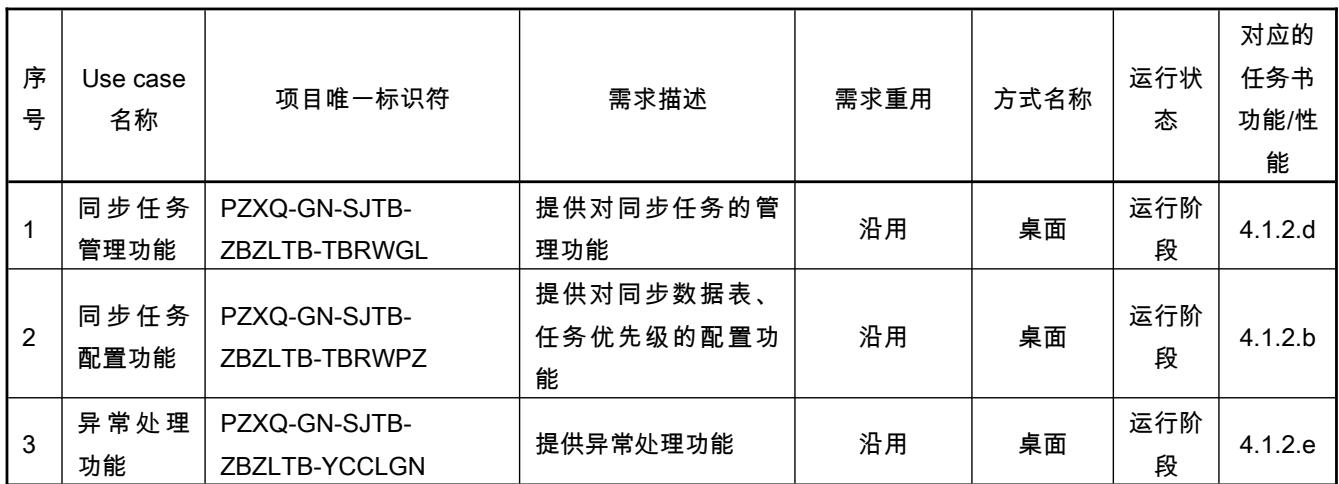 序号
Use case 名称
项目唯一标识符
需求描述
需求重用
方式名称
运行状态
对应的任务书功能/性能
1
同步任务
管理功能
PZXQ-GN-SJTB-
ZBZLTB-TBRWGL
提供对同步任务的管
理功能
沿用
桌面
运行阶
段
4.1.2.d
2
同步任务
配置功能
PZXQ-GN-SJTB-
ZBZLTB-TBRWPZ
提供对同步数据表、
任务优先级的配置功
能
沿用
桌面
运行阶
段
4.1.2.b
3
异常处理
功能
PZXQ-GN-SJTB-
ZBZLTB-YCCLGN
提供异常处理功能
沿用
桌面
运行阶
段
4.1.2.e